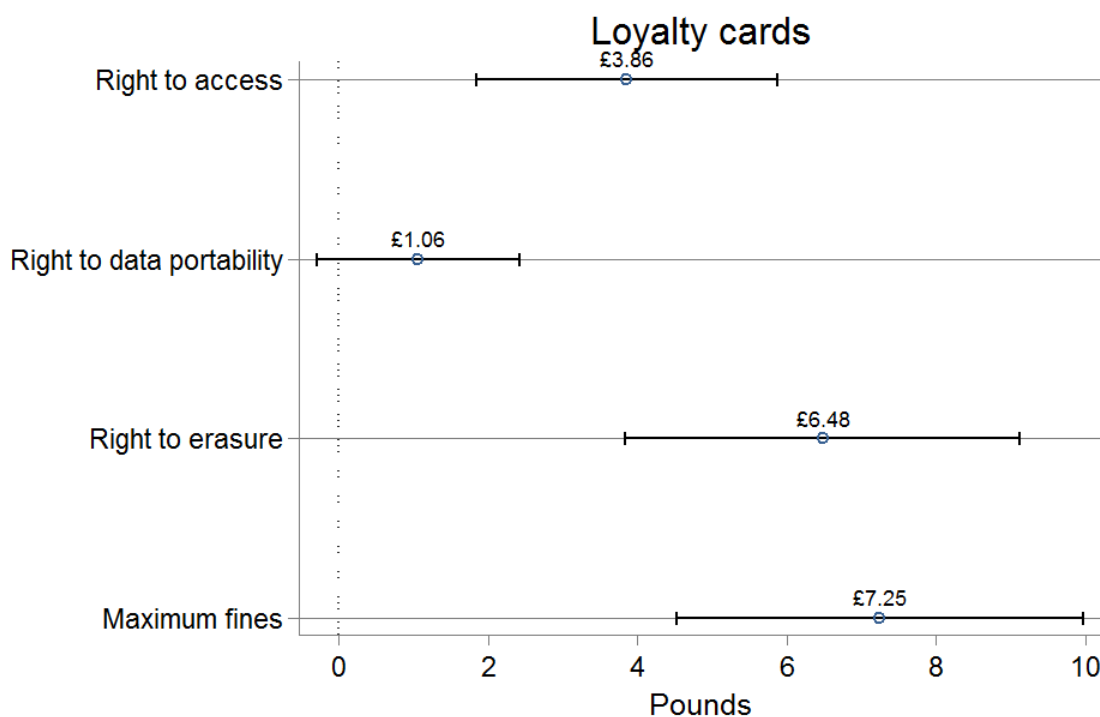 Loyalty cards
Right to access
£3.86
Right to data portability
£1.06
Right to erasure
£6.48
Maximum fines
£7.25
0 2 4 6 8 10
Pounds